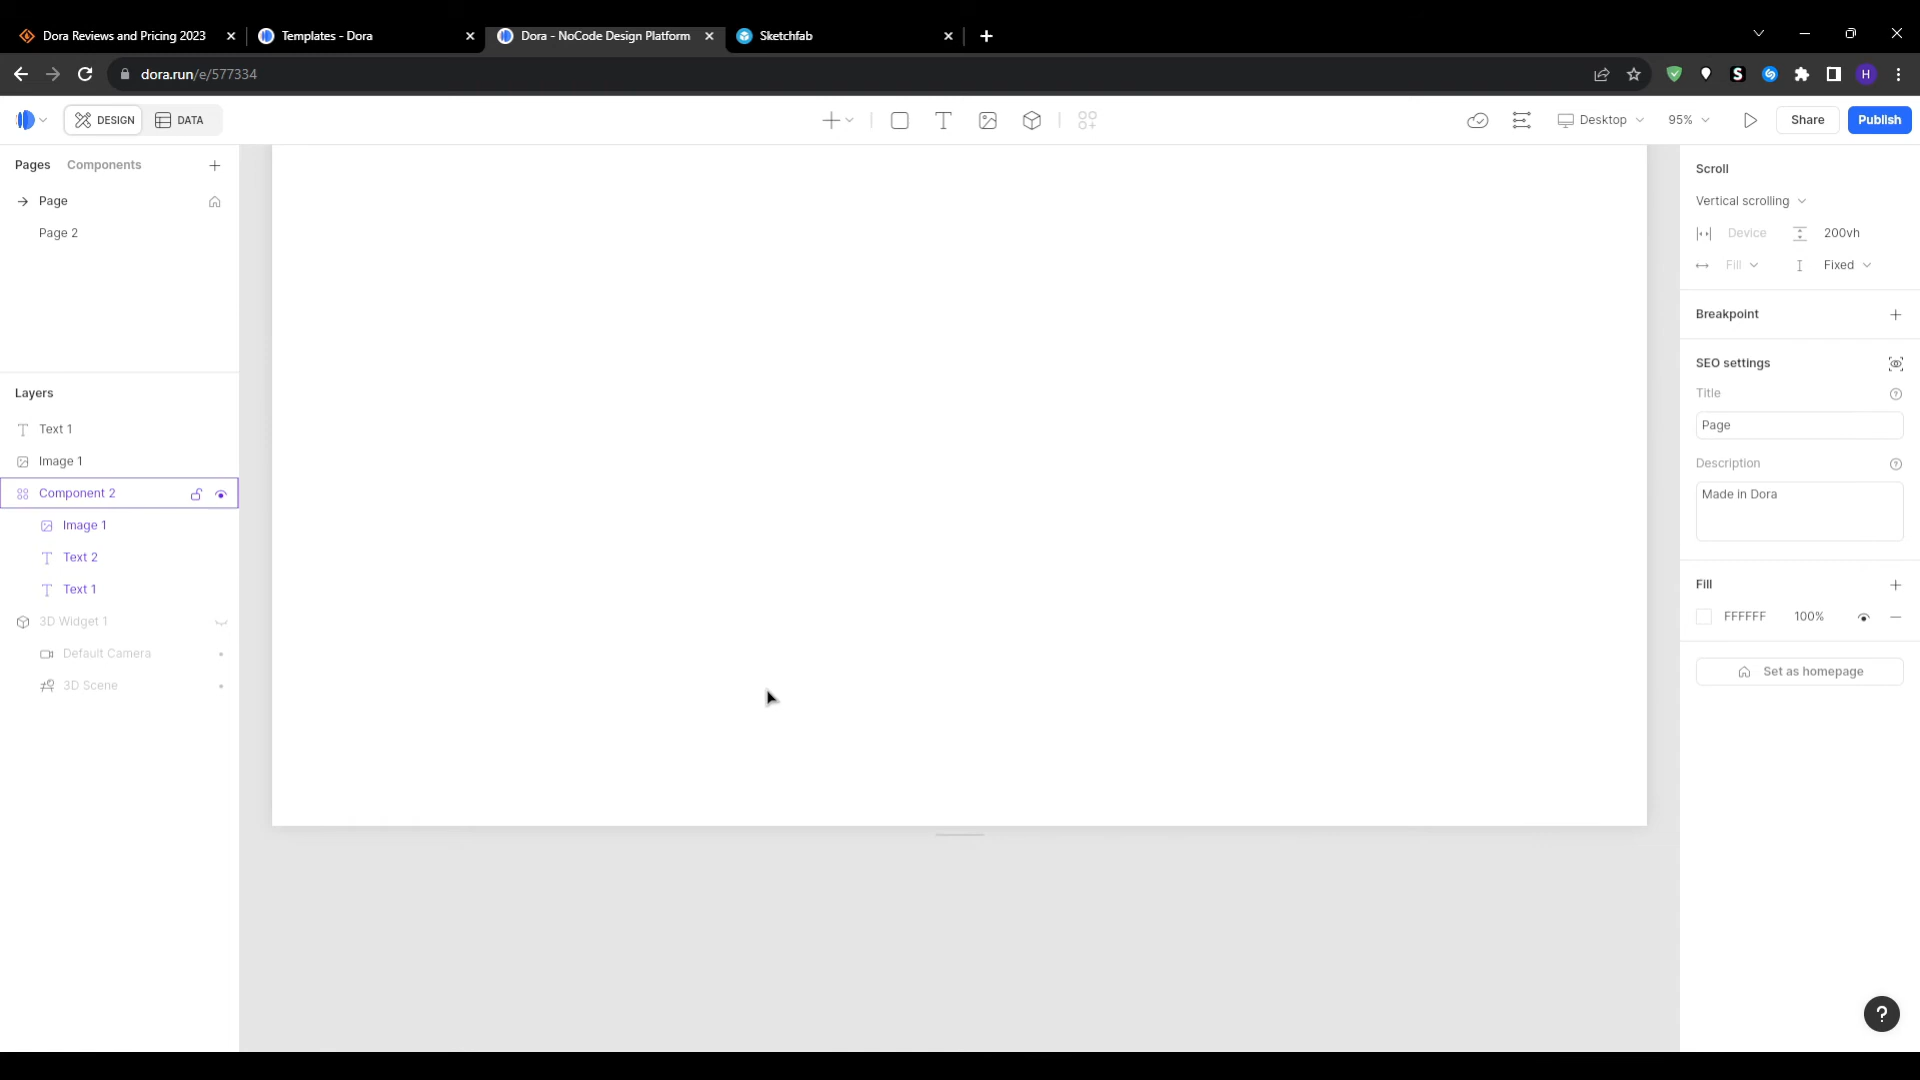 Dora Reviews and Pricing 2023
Templates - Dora
Dora - NoCode Design Platform
Sketchfab
dora.run/e/577334
S
H
DESIGN
DATA
Desktop
95%
Share
Publish
Pages
Components
Page
Page 2
Layers
Text 1
Image 1
Component 2
Image 1
Text 2
Text 1
3D Widget 1
Default Camera
3D Scene
Scroll
Vertical scrolling
Device
200vh
Fill
Fixed
Breakpoint
SEO settings
Title
Page
Description
Made in Dora
Fill
FFFFFF
100%
Set as homepage
?